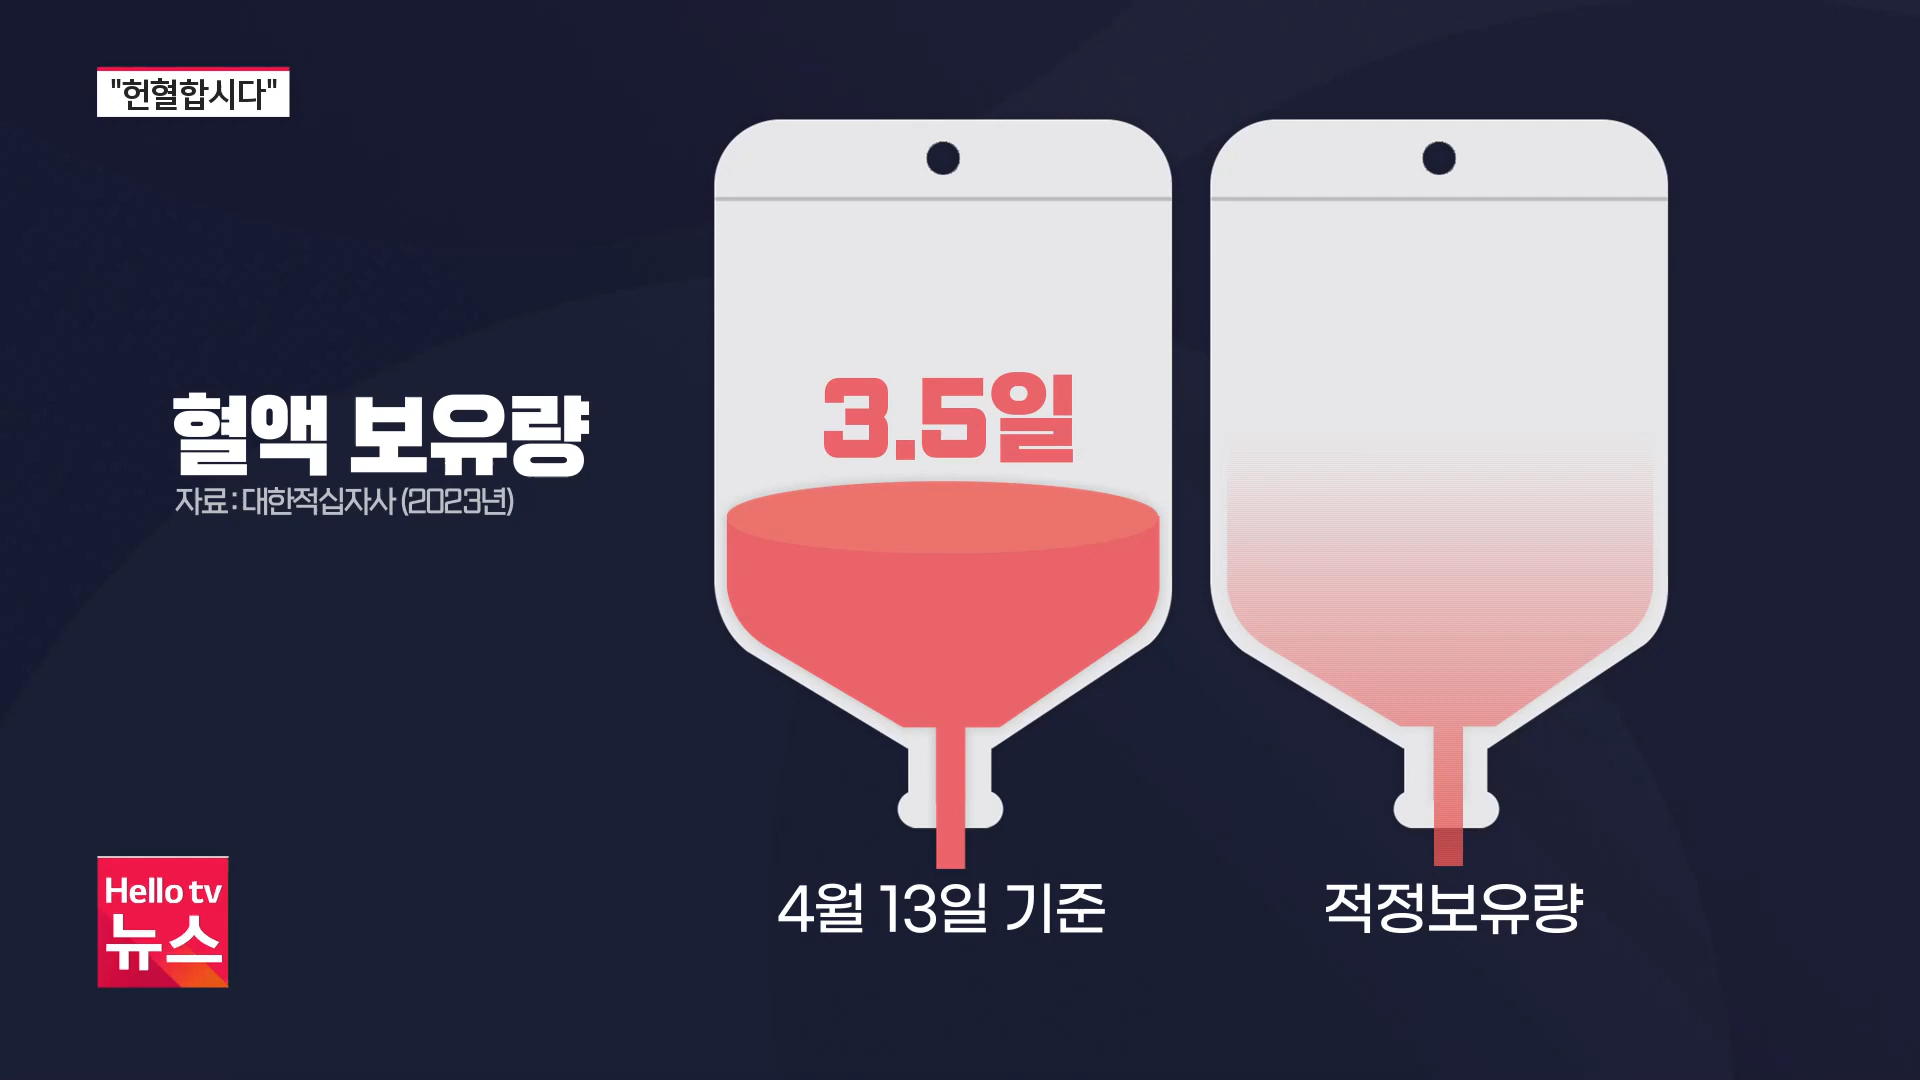 "헌혈합시다"
혈액 보유량
자료 : 대한적십자사 (2023년)
3.5일
4월 13일 기준
적정보유량
Hello tv
뉴스